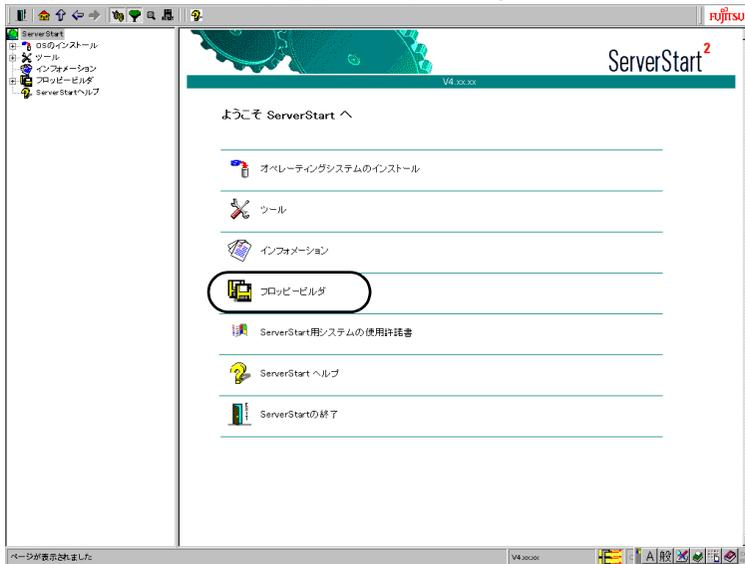 FUJITSU
ServerStart
OSのインストール
ツール
インフォメーション
フロッピービルダ
ServerStartヘルプ
ServerStart2
V4.xx.xx
ようこそ ServerStart へ
オペレーティングシステムのインストール
ツール
インフォメーション
フロッピービルダ
ServerStart用システムの使用許諾書
ServerStart ヘルプ
ServerStartの終了
ページが表示されました
V4.xx.xx
A 般